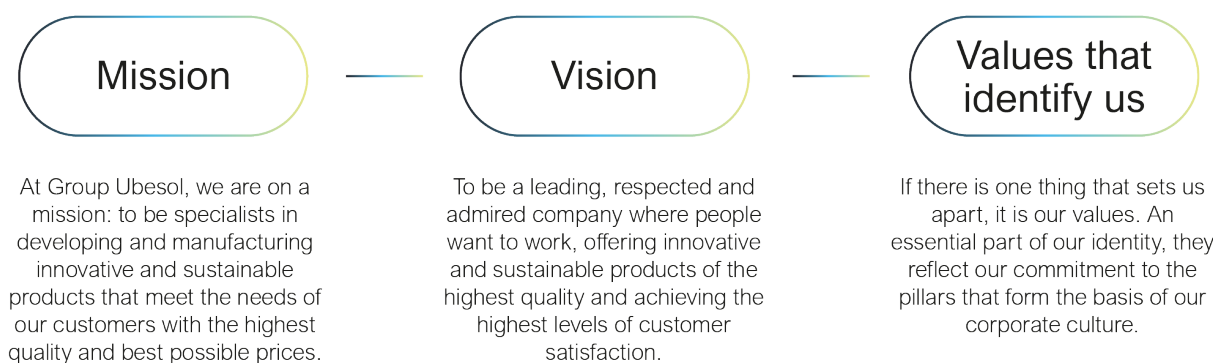 Mission
At Group Ubesol, we are on a
mission: to be specialists in
developing and manufacturing
innovative and sustainable
products that meet the needs of
our customers with the highest
quality and best possible prices.
Vision
To be a leading, respected and
admired company where people
want to work, offering innovative
and sustainable products of the
highest quality and achieving the
highest levels of customer
satisfaction.
Values that
identify us
If there is one thing that sets us
apart, it is our values. An
essential part of our identity, they
reflect our commitment to the
pillars that form the basis of our
corporate culture.